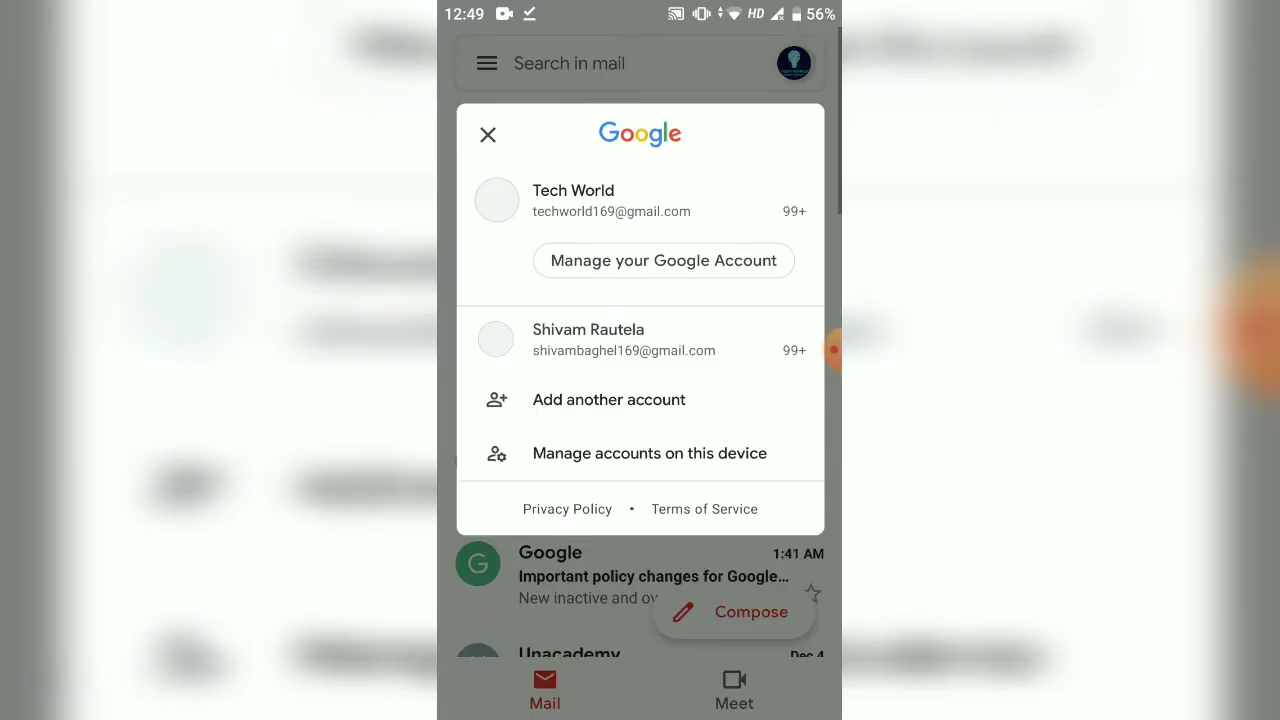 12:49 HD 56%
Search in mail
Google
Tech World
techworld169@gmail.com 99+
Manage your Google Account
Shivam Rautela
shivambaghel169@gmail.com 99+
Add another account
Manage accounts on this device
Privacy Policy • Terms of Service
G Google 1:41 AM
Important policy changes for Google...
New inactive and ov
Compose
Unacademy Dec 4
Mail Meet